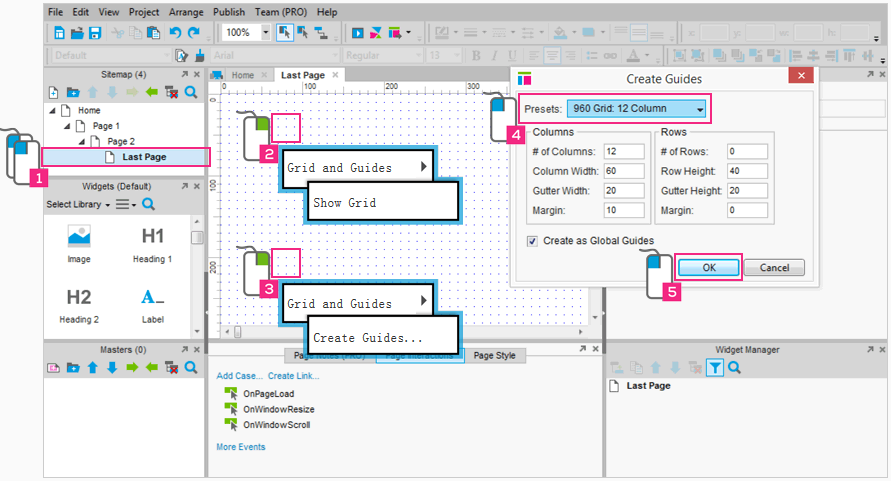 File Edit View Project Arrange Publish Team (PRO) Help
100%
Default Arial Regular 13 B I U A
x: y: w: h:
Sitemap (4)
Home
Page 1
Page 2
Last Page
1
Widgets (Default)
Select Library
Image
H1
Heading 1
H2
Heading 2
A_
Label
Masters (0)
Home Last Page
0 100 200 300
0
100
200
2
Grid and Guides
Show Grid
3
Grid and Guides
Create Guides...
Page Notes (PRO) Page Interactions Page Style
Add Case... Create Link...
OnPageLoad
OnWindowResize
OnWindowScroll
More Events
Create Guides
4
Presets: 960 Grid: 12 Column
Columns
# of Columns: 12
Column Width: 60
Gutter Width: 20
Margin: 10
Rows
# of Rows: 0
Row Height: 40
Gutter Height: 20
Margin: 0
Create as Global Guides
5
OK Cancel
Widget Manager
Last Page